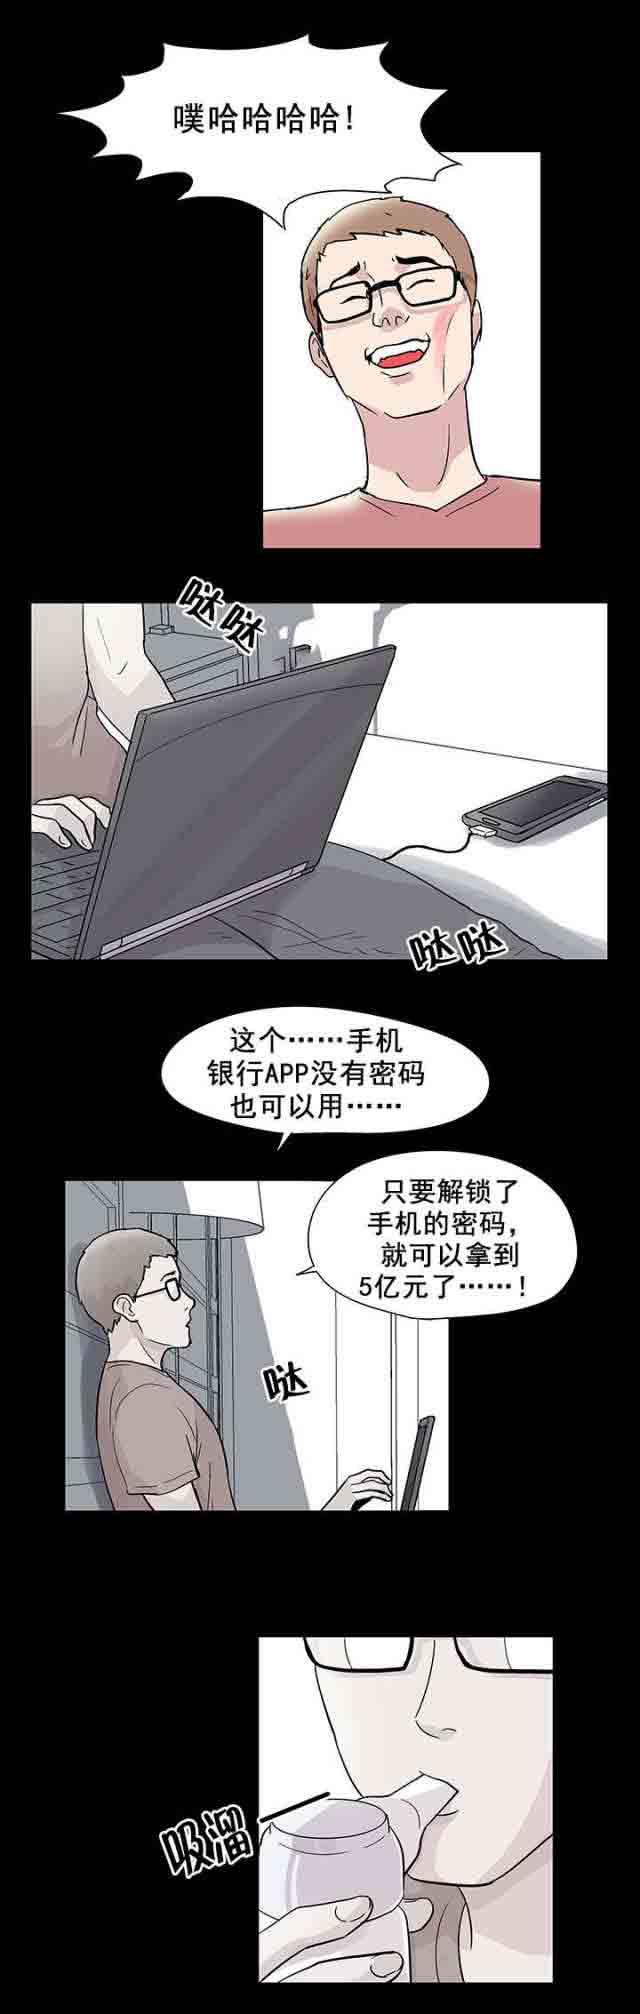 噗哈哈哈哈!
哒哒
哒哒
这个……手机
银行APP没有密码
也可以用……
只要解锁了
手机的密码，
就可以拿到
5亿元了……!
哒
吸溜